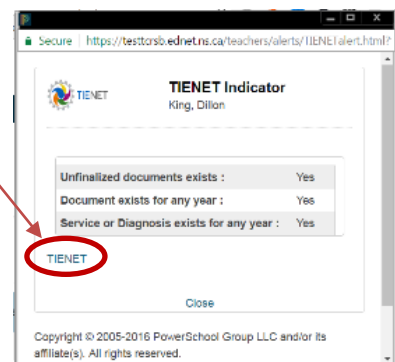 Secure https://testtcrsb.ednet.ns.ca/teachers/alerts/TIENETalert.html?
TIENET
TIENET Indicator
King, Dillon
Unfinalized documents exists : Yes
Document exists for any year : Yes
Service or Diagnosis exists for any year : Yes
TIENET
Close
Copyright © 2005-2016 PowerSchool Group LLC and/or its
affiliate(s). All rights reserved.